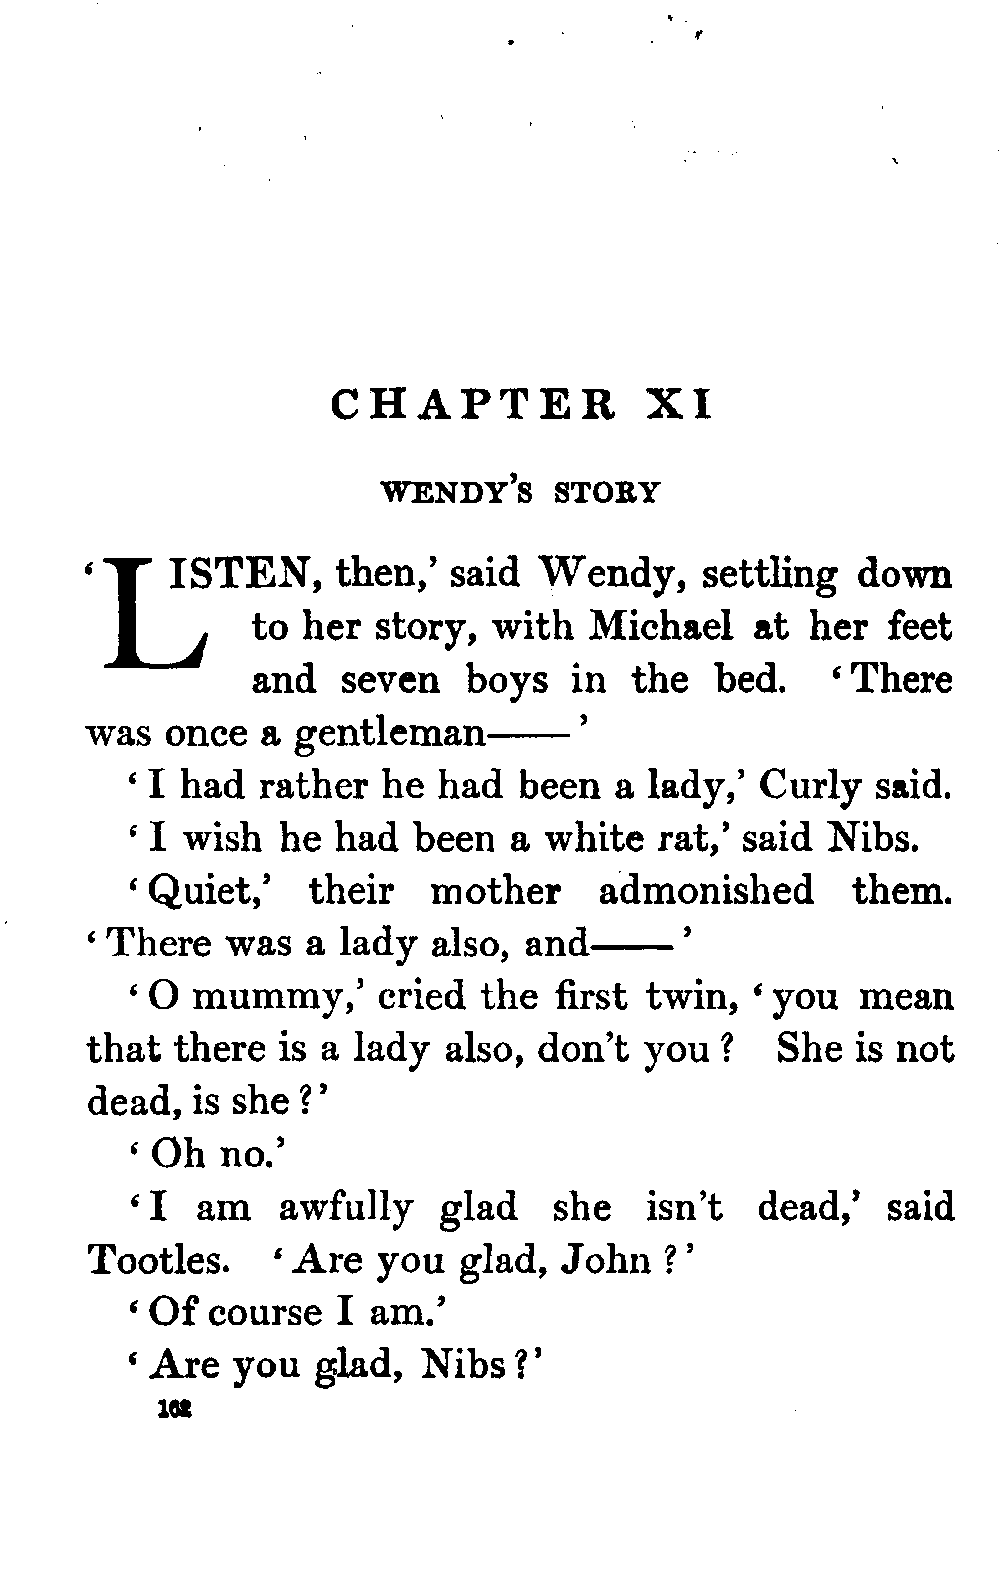 CHAPTER XI
WENDY'S STORY
‘LISTEN, then,’ said Wendy, settling down
to her story, with Michael at her feet
and seven boys in the bed. ‘There
was once a gentleman——’
‘I had rather he had been a lady,’ Curly said.
‘I wish he had been a white rat,’ said Nibs.
‘Quiet,’ their mother admonished them.
‘There was a lady also, and——’
‘O mummy,’ cried the first twin, ‘you mean
that there is a lady also, don't you? She is not
dead, is she?’
‘Oh no.’
‘I am awfully glad she isn't dead,’ said
Tootles. ‘Are you glad, John?’
‘Of course I am.’
‘Are you glad, Nibs?’
162